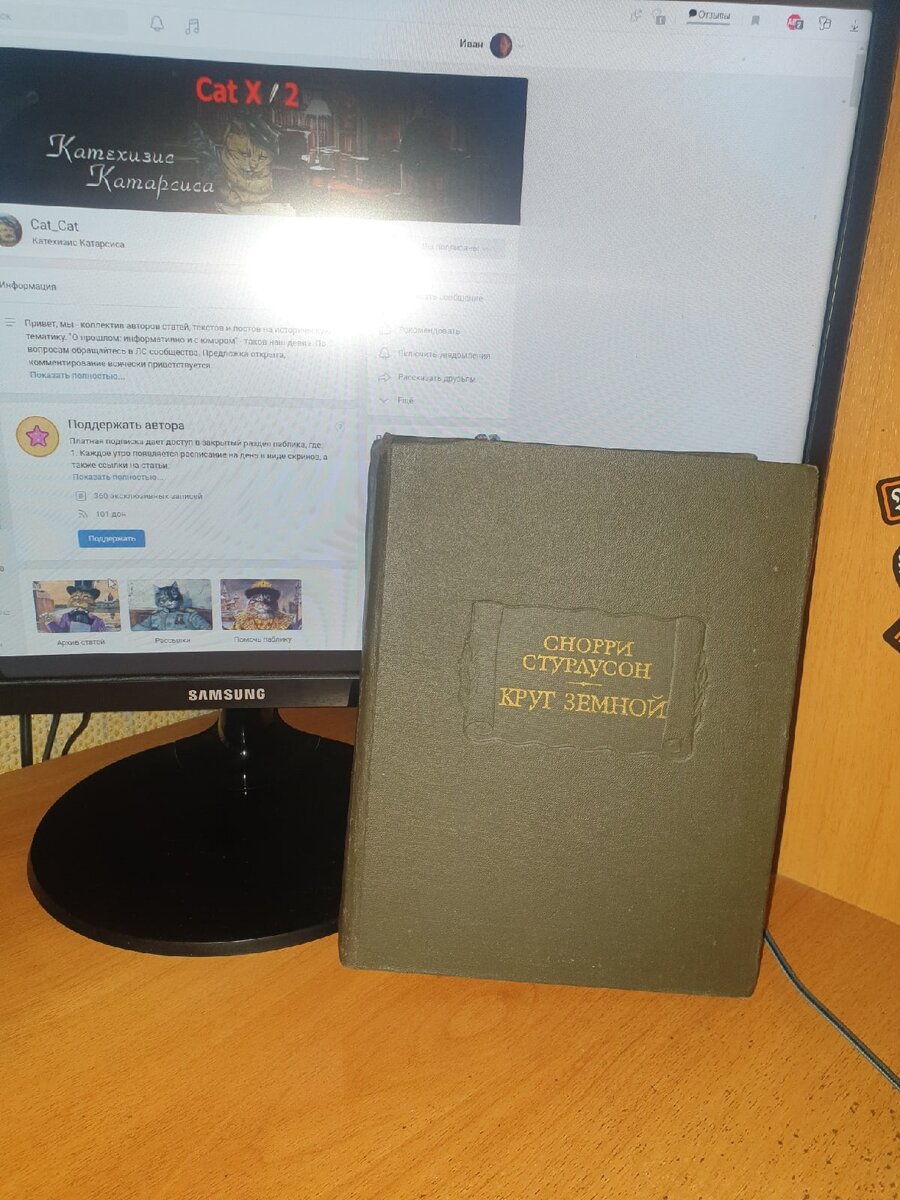 Отзывы
Иван
Cat X / 2
Катехизис
Катарсиса
Cat_Cat
Катехизис Катарсиса
Информация
Привет, мы - коллектив авторов статей, текстов и постов на историческую
тематику. "О прошлом: информативно и с юмором" - таков наш девиз. По
вопросам обращайтесь в ЛС сообщества. Предложка открыта,
комментирование всячески приветствуется.
Показать полностью...
сообщение
Рекомендовать
Включить уведомления
Рассказать друзьям
Ещё
Поддержать автора
Платная подписка дает доступ в закрытый раздел паблика, где:
1. Каждое утро появляется расписание на день в виде скринов, а
также ссылки на статьи.
Показать полностью...
360 эксклюзивных записей
101 дон
Поддержать
Архив статей
Рассылки
Помочь паблику
SAMSUNG
СНОРРИ
СТУРЛУСОН
КРУГ ЗЕМНОЙ